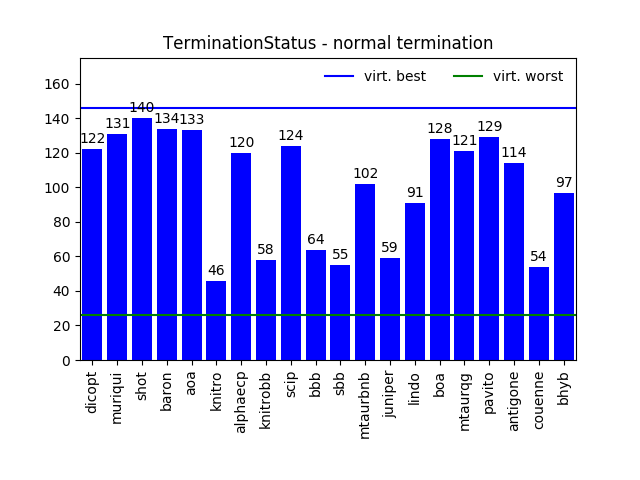 TerminationStatus - normal termination
virt. best
virt. worst
160
140
120
100
80
60
40
20
0
122
131
140
134
133
46
120
58
124
64
55
102
59
91
128
121
129
114
54
97
dicopt
muriqui
shot
baron
aoa
knitro
alphaecp
knitrobb
scip
bbb
sbb
mtaurbnb
juniper
lindo
boa
mtaurqg
pavito
antigone
couenne
bhyb